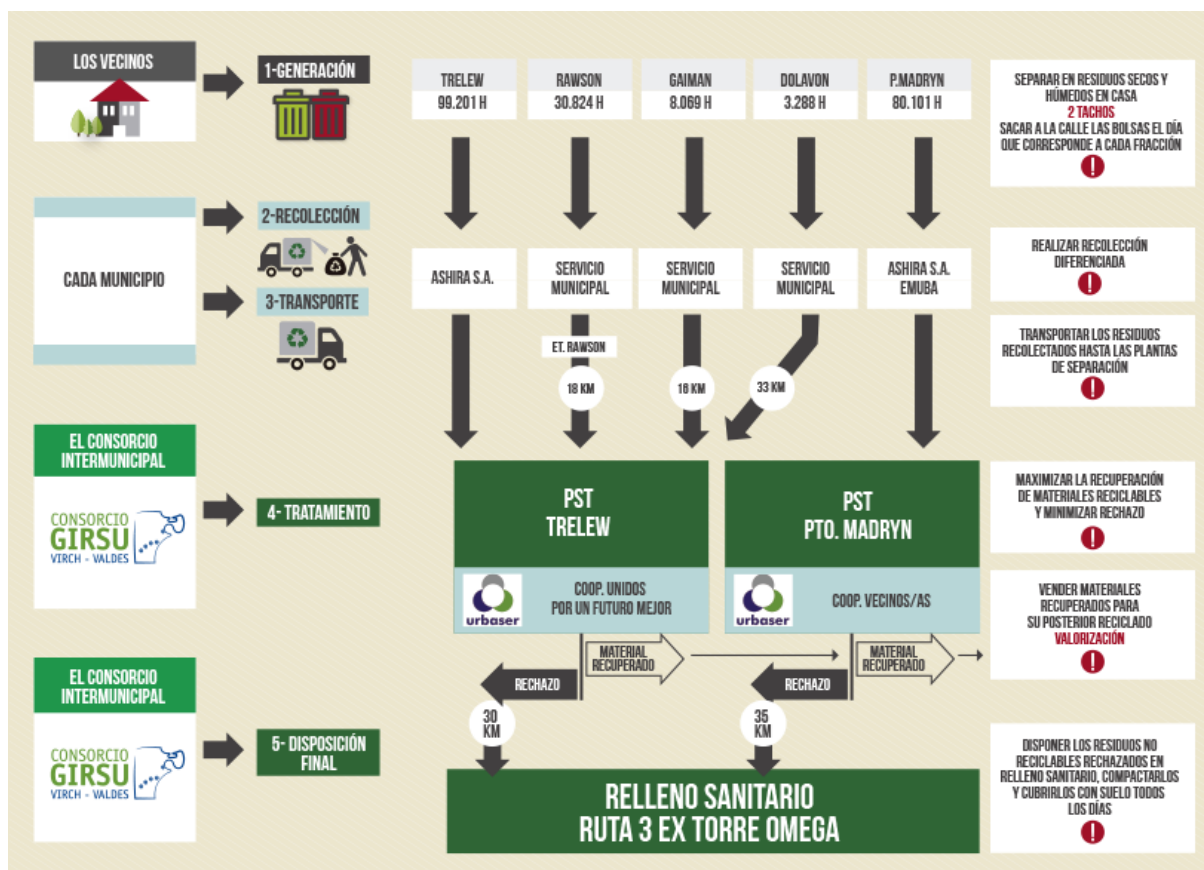 LOS VECINOS
1-GENERACIÓN
TRELEW
99.201 H
RAWSON
30.824 H
GAIMAN
8.069 H
DOLAVON
3.288 H
P.MADRYN
80.101 H
SEPARAR EN RESIDUOS SECOS Y
HÚMEDOS EN CASA
2 TACHOS
SACAR A LA CALLE LAS BOLSAS EL DÍA
QUE CORRESPONDE A CADA FRACCIÓN
CADA MUNICIPIO
2-RECOLECCIÓN
3-TRANSPORTE
ASHIRA S.A.
SERVICIO
MUNICIPAL
SERVICIO
MUNICIPAL
SERVICIO
MUNICIPAL
ASHIRA S.A.
EMUBA
REALIZAR RECOLECCIÓN
DIFERENCIADA
ET. RAWSON
18 KM
16 KM
33 KM
TRANSPORTAR LOS RESIDUOS
RECOLECTADOS HASTA LAS PLANTAS
DE SEPARACIÓN
EL CONSORCIO
INTERMUNICIPAL
CONSORCIO
GIRSU
VIRCH - VALDES
4- TRATAMIENTO
PST
TRELEW
PST
PTO. MADRYN
MAXIMIZAR LA RECUPERACIÓN
DE MATERIALES RECICLABLES
Y MINIMIZAR RECHAZO
urbaser
COOP. UNIDOS
POR UN FUTURO MEJOR
urbaser
COOP. VECINOS/AS
VENDER MATERIALES
RECUPERADOS PARA
SU POSTERIOR RECICLADO
VALORIZACIÓN
MATERIAL
RECUPERADO
MATERIAL
RECUPERADO
RECHAZO
RECHAZO
30
KM
35
KM
EL CONSORCIO
INTERMUNICIPAL
CONSORCIO
GIRSU
VIRCH - VALDES
5- DISPOSICIÓN
FINAL
RELLENO SANITARIO
RUTA 3 EX TORRE OMEGA
DISPONER LOS RESIDUOS NO
RECICLABLES RECHAZADOS EN
RELLENO SANITARIO, COMPACTARLOS
Y CUBRIRLOS CON SUELO TODOS
LOS DÍAS